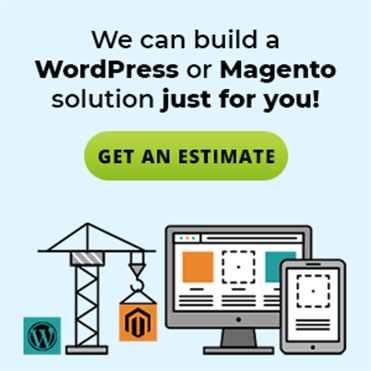 We can build a
WordPress or Magento
solution just for you!
GET AN ESTIMATE